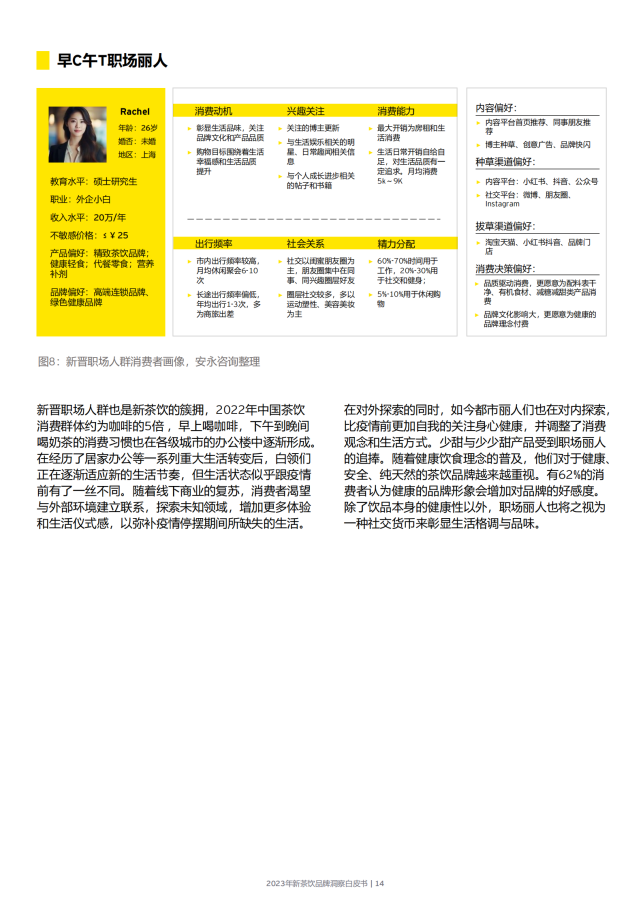 早C午T职场丽人
Rachel
年龄：26岁
婚否：未婚
地区：上海
教育水平：硕士研究生
职业：外企小白
收入水平：20万/年
不敏感价格：≤ ¥ 25
产品偏好：精致茶饮品牌；
健康轻食；代餐零食；营养
补剂
品牌偏好：高端连锁品牌、
绿色健康品牌
消费动机
彰显生活品味，关注
品牌文化和产品品质
购物目标围绕着生活
幸福感和生活品质
提升
兴趣关注
关注的博主更新
与生活娱乐相关的明
星、日常趣闻相关信
息
与个人成长进步相关
的帖子和书籍
消费能力
最大开销为房租和生
活消费
生活日常开销自给自
足，对生活品质有一
定追求。月均消费
5k～9K
出行频率
市内出行频率较高，
月均休闲聚会6-10
次
长途出行频率偏低，
年均出行1-3次，多
为商旅出差
社会关系
社交以闺蜜朋友圈为
主，朋友圈集中在同
事、同兴趣圈层好友
圈层社交较多，多以
运动塑性、美容美妆
为主
精力分配
60%-70%时间用于
工作，20%-30%用
于社交和健身；
5%-10%用于休闲购
物
内容偏好：
内容平台首页推荐、同事朋友推
荐
博主种草、创意广告、品牌快闪
种草渠道偏好：
内容平台：小红书、抖音、公众号
社交平台：微博、朋友圈、
Instagram
拔草渠道偏好：
淘宝天猫、小红书抖音、品牌门
店
消费决策偏好：
品质驱动消费，更愿意为配料表干
净、有机食材、减糖减甜类产品消
费
品牌文化影响大，更愿意为健康的
品牌理念付费
图8：新晋职场人群消费者画像，安永咨询整理
新晋职场人群也是新茶饮的簇拥，2022年中国茶饮
消费群体约为咖啡的5倍，早上喝咖啡，下午到晚间
喝奶茶的消费习惯也在各级城市的办公楼中逐渐形成。
在经历了居家办公等一系列重大生活转变后，白领们
正在逐渐适应新的生活节奏，但生活状态似乎跟疫情
前有了一丝不同。随着线下商业的复苏，消费者渴望
与外部环境建立联系，探索未知领域，增加更多体验
和生活仪式感，以弥补疫情停摆期间所缺失的生活。
在对外探索的同时，如今都市丽人们也在对内探索，
比疫情前更加自我的关注身心健康，并调整了消费
观念和生活方式。少甜与少少甜产品受到职场丽人
的追捧。随着健康饮食理念的普及，他们对于健康、
安全、纯天然的茶饮品牌越来越重视。有62%的消
费者认为健康的品牌形象会增加对品牌的好感度。
除了饮品本身的健康性以外，职场丽人也将之视为
一种社交货币来彰显生活格调与品味。
2023年新茶饮品牌洞察白皮书 | 14